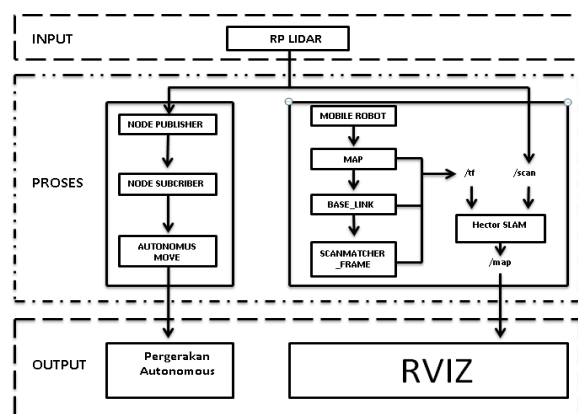 INPUT
RP LIDAR
PROSES
NODE PUBLISHER
NODE SUBCRIBER
AUTONOMUS
MOVE
MOBILE ROBOT
MAP
BASE_LINK
SCANMATCHER
_FRAME
/tf
/scan
Hector SLAM
/map
OUTPUT
Pergerakan
Autonomous
RVIZ